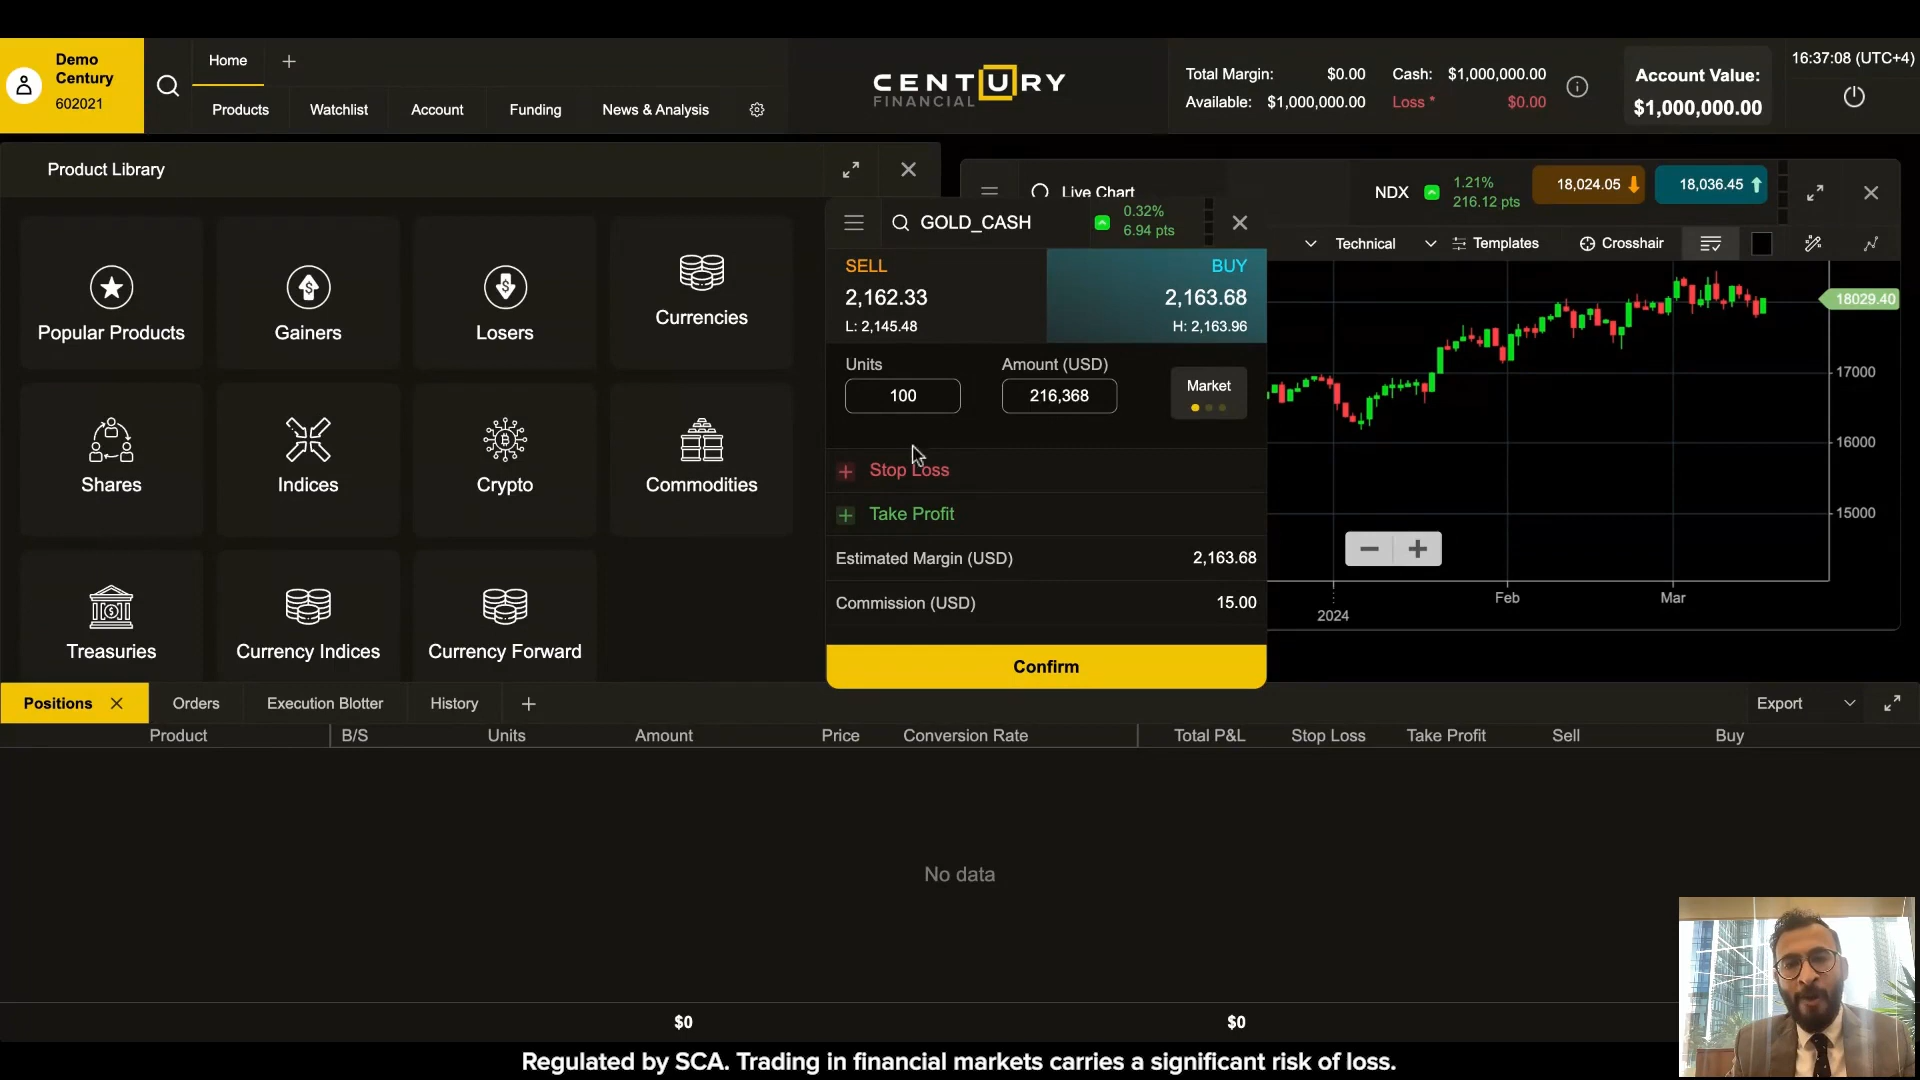 Demo
Century
602021
Home
Products
Watchlist
Account
Funding
News & Analysis
CENTURY
FINANCIAL
Total Margin: $0.00
Available: $1,000,000.00
Cash: $1,000,000.00
Loss * $0.00
Account Value:
$1,000,000.00
16:37:08 (UTC+4)
Product Library
Popular Products
Gainers
Losers
Currencies
Shares
Indices
Crypto
Commodities
Treasuries
Currency Indices
Currency Forward
GOLD_CASH
0.32%
6.94 pts
SELL
2,162.33
L: 2,145.48
BUY
2,163.68
H: 2,163.96
Units
100
Amount (USD)
216,368
Market
Stop Loss
Take Profit
Estimated Margin (USD) 2,163.68
Commission (USD) 15.00
Confirm
Live Chart
NDX
1.21%
216.12 pts
18,024.05
18,036.45
Technical
Templates
Crosshair
18029.40
17000
16000
15000
2024
Feb
Mar
Positions
Orders
Execution Blotter
History
Export
Product B/S Units Amount Price Conversion Rate Total P&L Stop Loss Take Profit Sell Buy
No data
$0 $0
Regulated by SCA. Trading in financial markets carries a significant risk of loss.